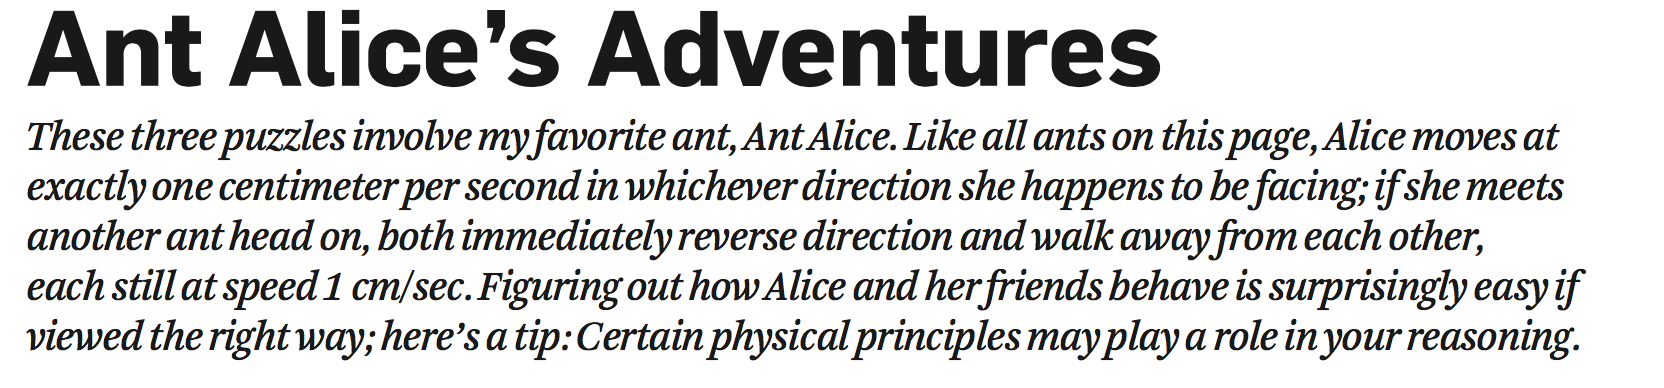 Ant Alice’s Adventures
These three puzzles involve my favorite ant, Ant Alice. Like all ants on this page, Alice moves at
exactly one centimeter per second in whichever direction she happens to be facing; if she meets
another ant head on, both immediately reverse direction and walk away from each other,
each still at speed 1 cm/sec. Figuring out how Alice and her friends behave is surprisingly easy if
viewed the right way; here’s a tip: Certain physical principles may play a role in your reasoning.